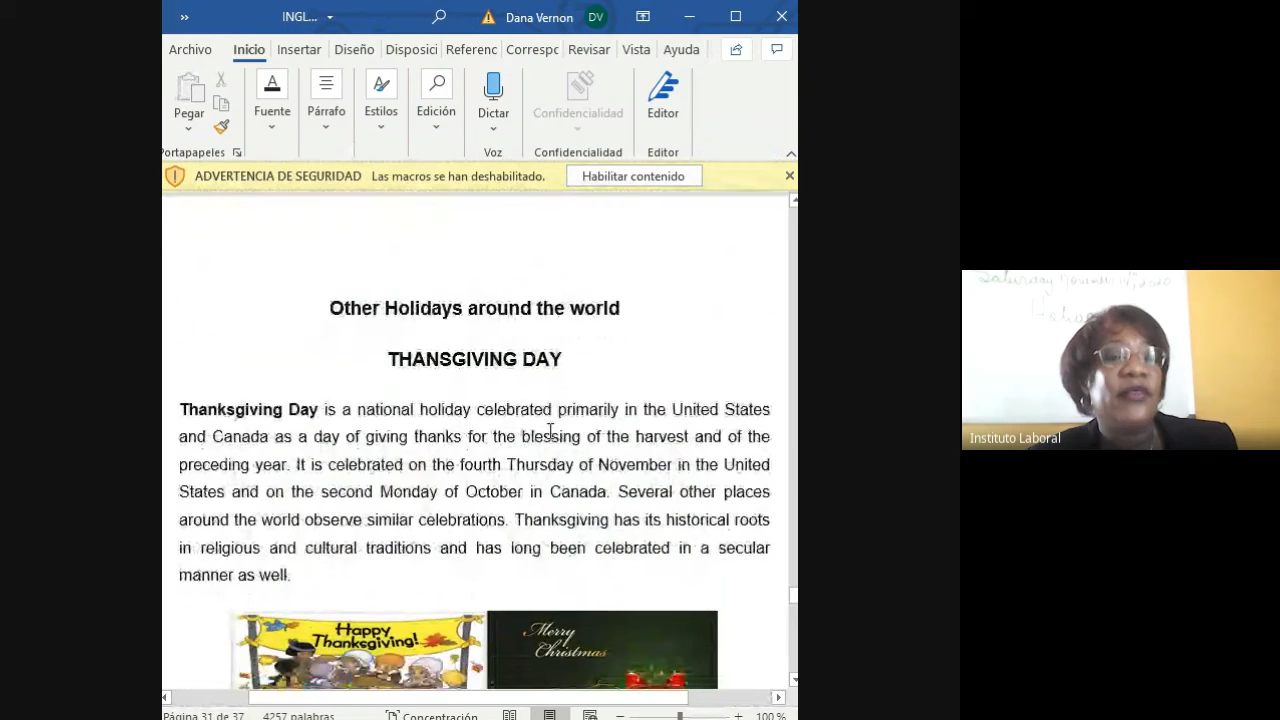 INGL...
Dana Vernon
DV
Archivo Inicio Insertar Diseño Disposici Referenc Correspc Revisar Vista Ayuda
Pegar Fuente Párrafo Estilos Edición Dictar Confidencialidad Editor
Portapapeles Voz Confidencialidad Editor
ADVERTENCIA DE SEGURIDAD Las macros se han deshabilitado. Habilitar contenido
Other Holidays around the world
THANSGIVING DAY
Thanksgiving Day is a national holiday celebrated primarily in the United States
and Canada as a day of giving thanks for the blessing of the harvest and of the
preceding year. It is celebrated on the fourth Thursday of November in the United
States and on the second Monday of October in Canada. Several other places
around the world observe similar celebrations. Thanksgiving has its historical roots
in religious and cultural traditions and has long been celebrated in a secular
manner as well.
Happy
Thanksgiving!
Merry
Christmas
Página 31 de 37 4257 palabras Concentración 100 %
Saturday
Instituto Laboral